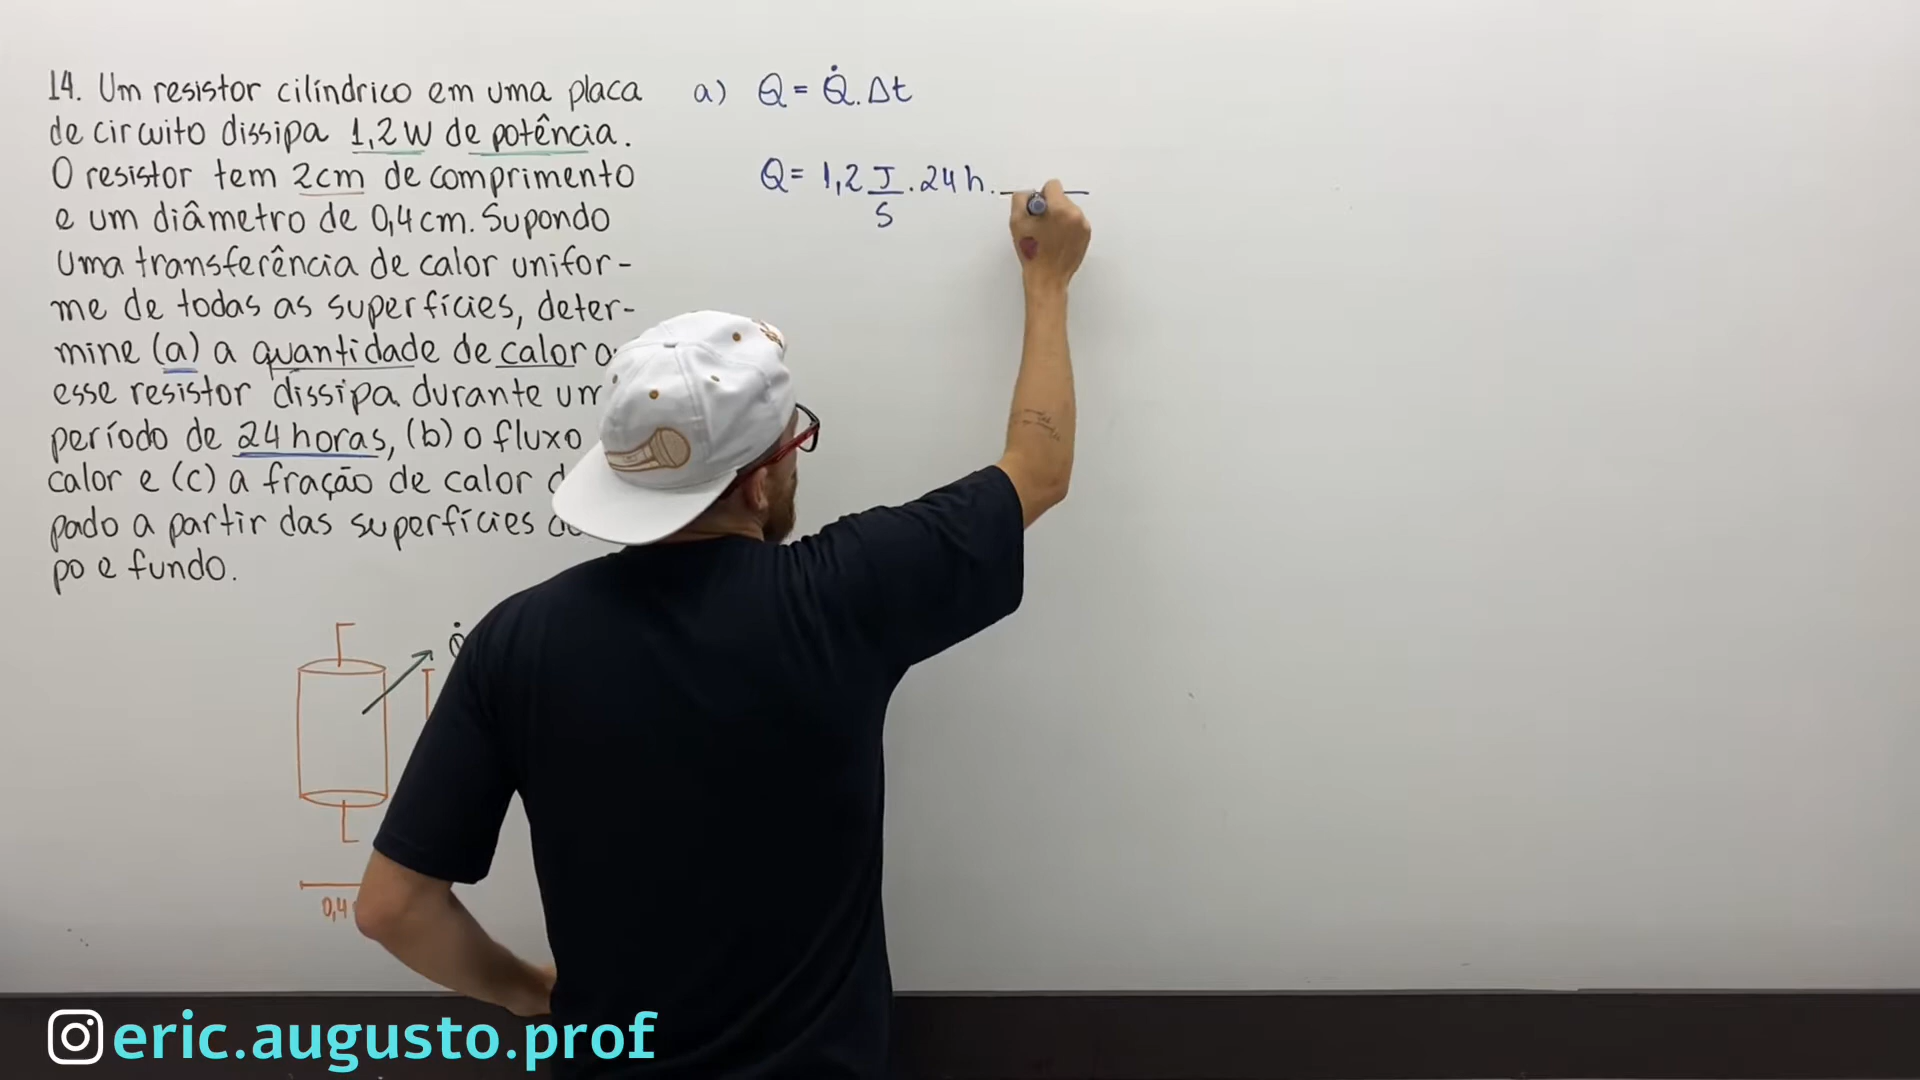 14. Um resistor cilíndrico em uma placa
de circuito dissipa 1,2W de potência.
O resistor tem 2cm de comprimento
e um diâmetro de 0,4cm. Supondo
uma transferência de calor unifor-
me de todas as superfícies, deter-
mine (a) a quantidade de calor
esse resistor dissipa durante um
período de 24 horas, (b) o fluxo
calor e (c) a fração de calor
pado a partir das superfícies
po e fundo.
0,4
a) Q = Q̇.Δt
Q = 1,2 J/s . 24 h .
eric.augusto.prof